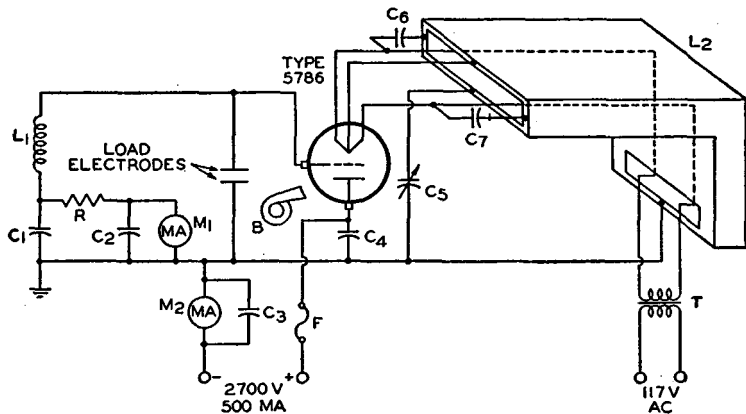 C6
L2
TYPE
5786
C7
L1
LOAD
ELECTRODES
C5
B
R
C1
C2
MA
M1
C4
M2
MA
C3
F
T
-
2700 V
+
500 MA
117 V
AC